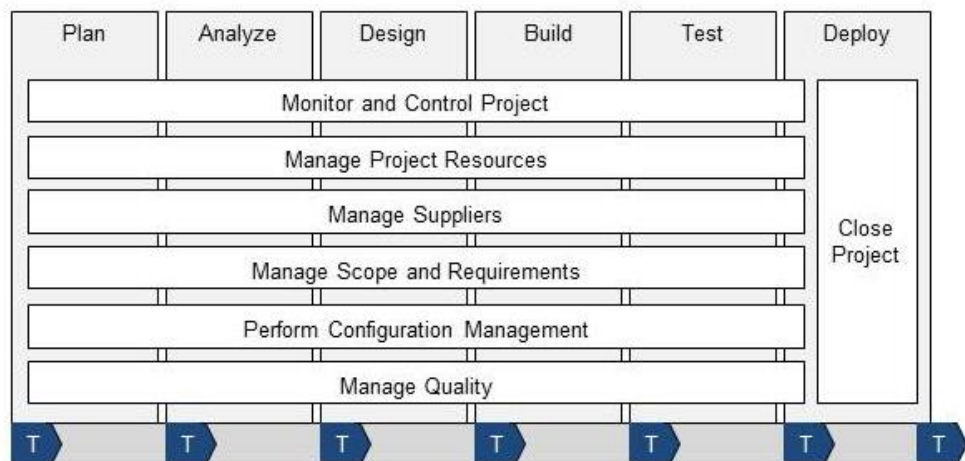 Plan Analyze Design Build Test Deploy
Monitor and Control Project
Manage Project Resources
Manage Suppliers
Manage Scope and Requirements
Perform Configuration Management
Manage Quality
Close
Project
T T T T T T T